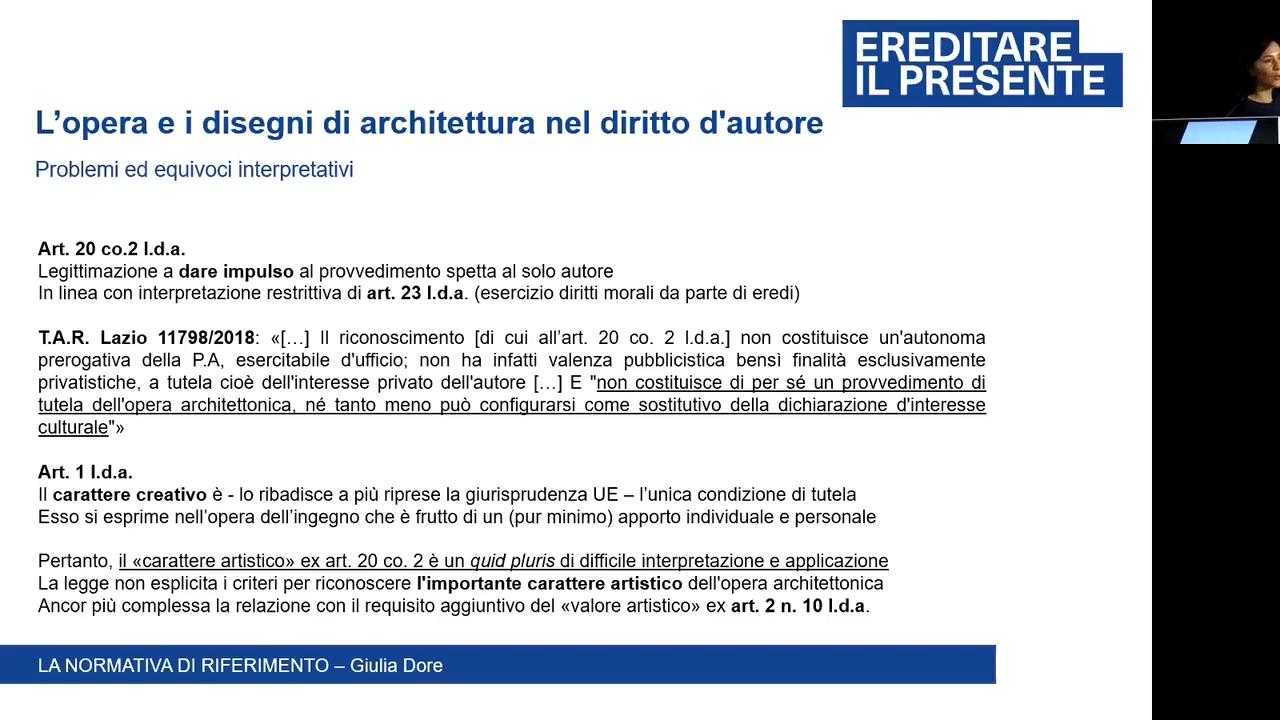 EREDITARE
IL PRESENTE
L’opera e i disegni di architettura nel diritto d'autore
Problemi ed equivoci interpretativi
Art. 20 co.2 l.d.a.
Legittimazione a dare impulso al provvedimento spetta al solo autore
In linea con interpretazione restrittiva di art. 23 l.d.a. (esercizio diritti morali da parte di eredi)
T.A.R. Lazio 11798/2018: «[…] Il riconoscimento [di cui all’art. 20 co. 2 l.d.a.] non costituisce un'autonoma
prerogativa della P.A, esercitabile d'ufficio; non ha infatti valenza pubblicistica bensì finalità esclusivamente
privatistiche, a tutela cioè dell'interesse privato dell'autore […] E "non costituisce di per sé un provvedimento di
tutela dell'opera architettonica, né tanto meno può configurarsi come sostitutivo della dichiarazione d'interesse
culturale"»
Art. 1 l.d.a.
Il carattere creativo è - lo ribadisce a più riprese la giurisprudenza UE – l’unica condizione di tutela
Esso si esprime nell’opera dell’ingegno che è frutto di un (pur minimo) apporto individuale e personale
Pertanto, il «carattere artistico» ex art. 20 co. 2 è un quid pluris di difficile interpretazione e applicazione
La legge non esplicita i criteri per riconoscere l'importante carattere artistico dell'opera architettonica
Ancor più complessa la relazione con il requisito aggiuntivo del «valore artistico» ex art. 2 n. 10 l.d.a.
LA NORMATIVA DI RIFERIMENTO – Giulia Dore